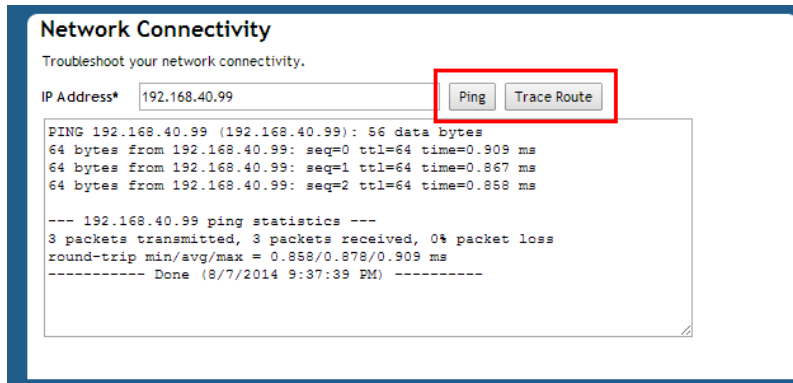 Network Connectivity
Troubleshoot your network connectivity.
IP Address* 192.168.40.99 Ping Trace Route
PING 192.168.40.99 (192.168.40.99): 56 data bytes
64 bytes from 192.168.40.99: seq=0 ttl=64 time=0.909 ms
64 bytes from 192.168.40.99: seq=1 ttl=64 time=0.867 ms
64 bytes from 192.168.40.99: seq=2 ttl=64 time=0.858 ms
--- 192.168.40.99 ping statistics ---
3 packets transmitted, 3 packets received, 0% packet loss
round-trip min/avg/max = 0.858/0.878/0.909 ms
----------- Done (8/7/2014 9:37:39 PM) ----------